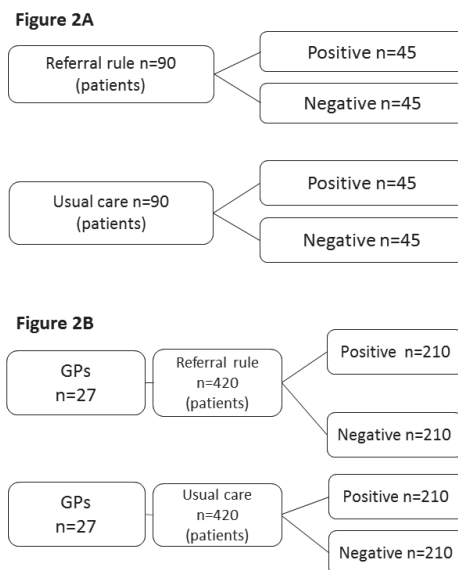 Figure 2A
Referral rule n=90
(patients)
Positive n=45
Negative n=45
Usual care n=90
(patients)
Positive n=45
Negative n=45
Figure 2B
GPs
n=27
Referral rule
n=420
(patients)
Positive n=210
Negative n=210
GPs
n=27
Usual care
n=420
(patients)
Positive n=210
Negative n=210